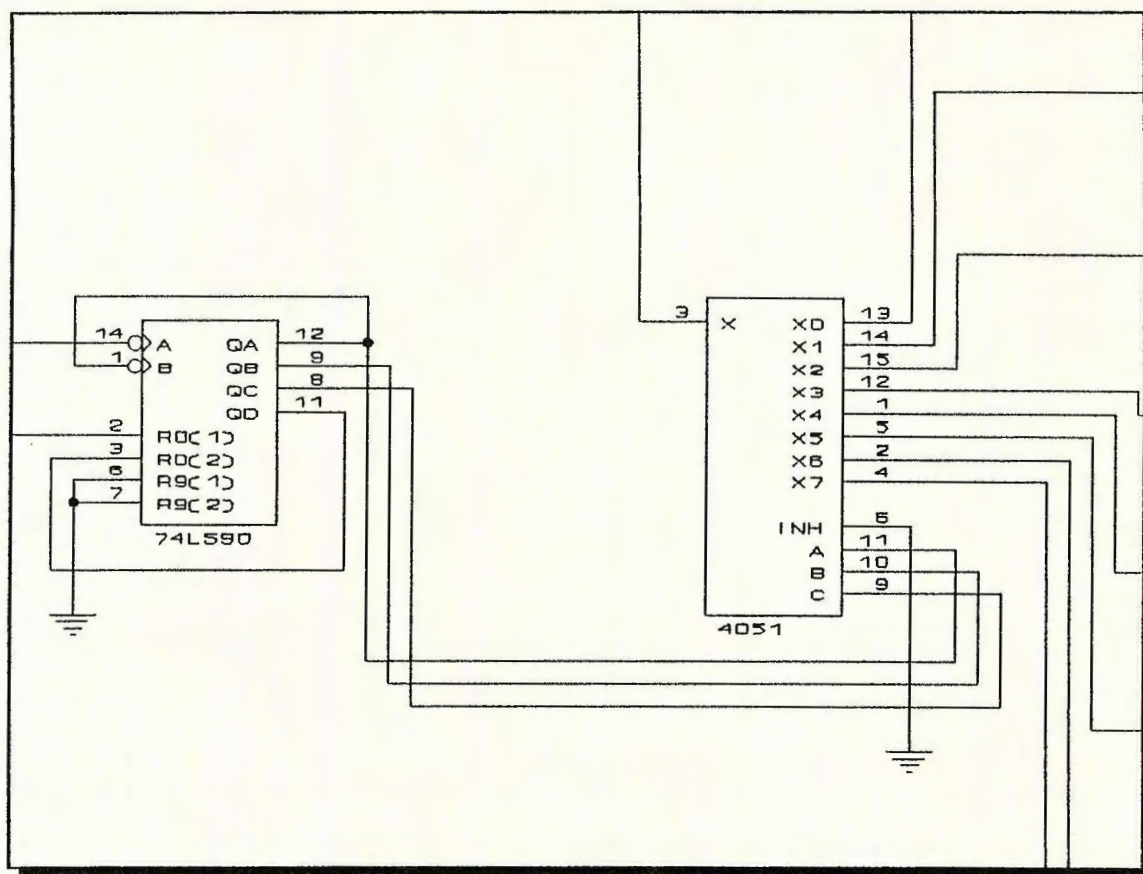 14 A QA 12
1 B QB 9
QC 8
QD 11
2 R0(1)
3 R0(2)
6 R9(1)
7 R9(2)
74LS90
3 X X0 13
X1 14
X2 15
X3 12
X4 1
X5 5
X6 2
X7 4
INH 6
A 11
B 10
C 9
4051